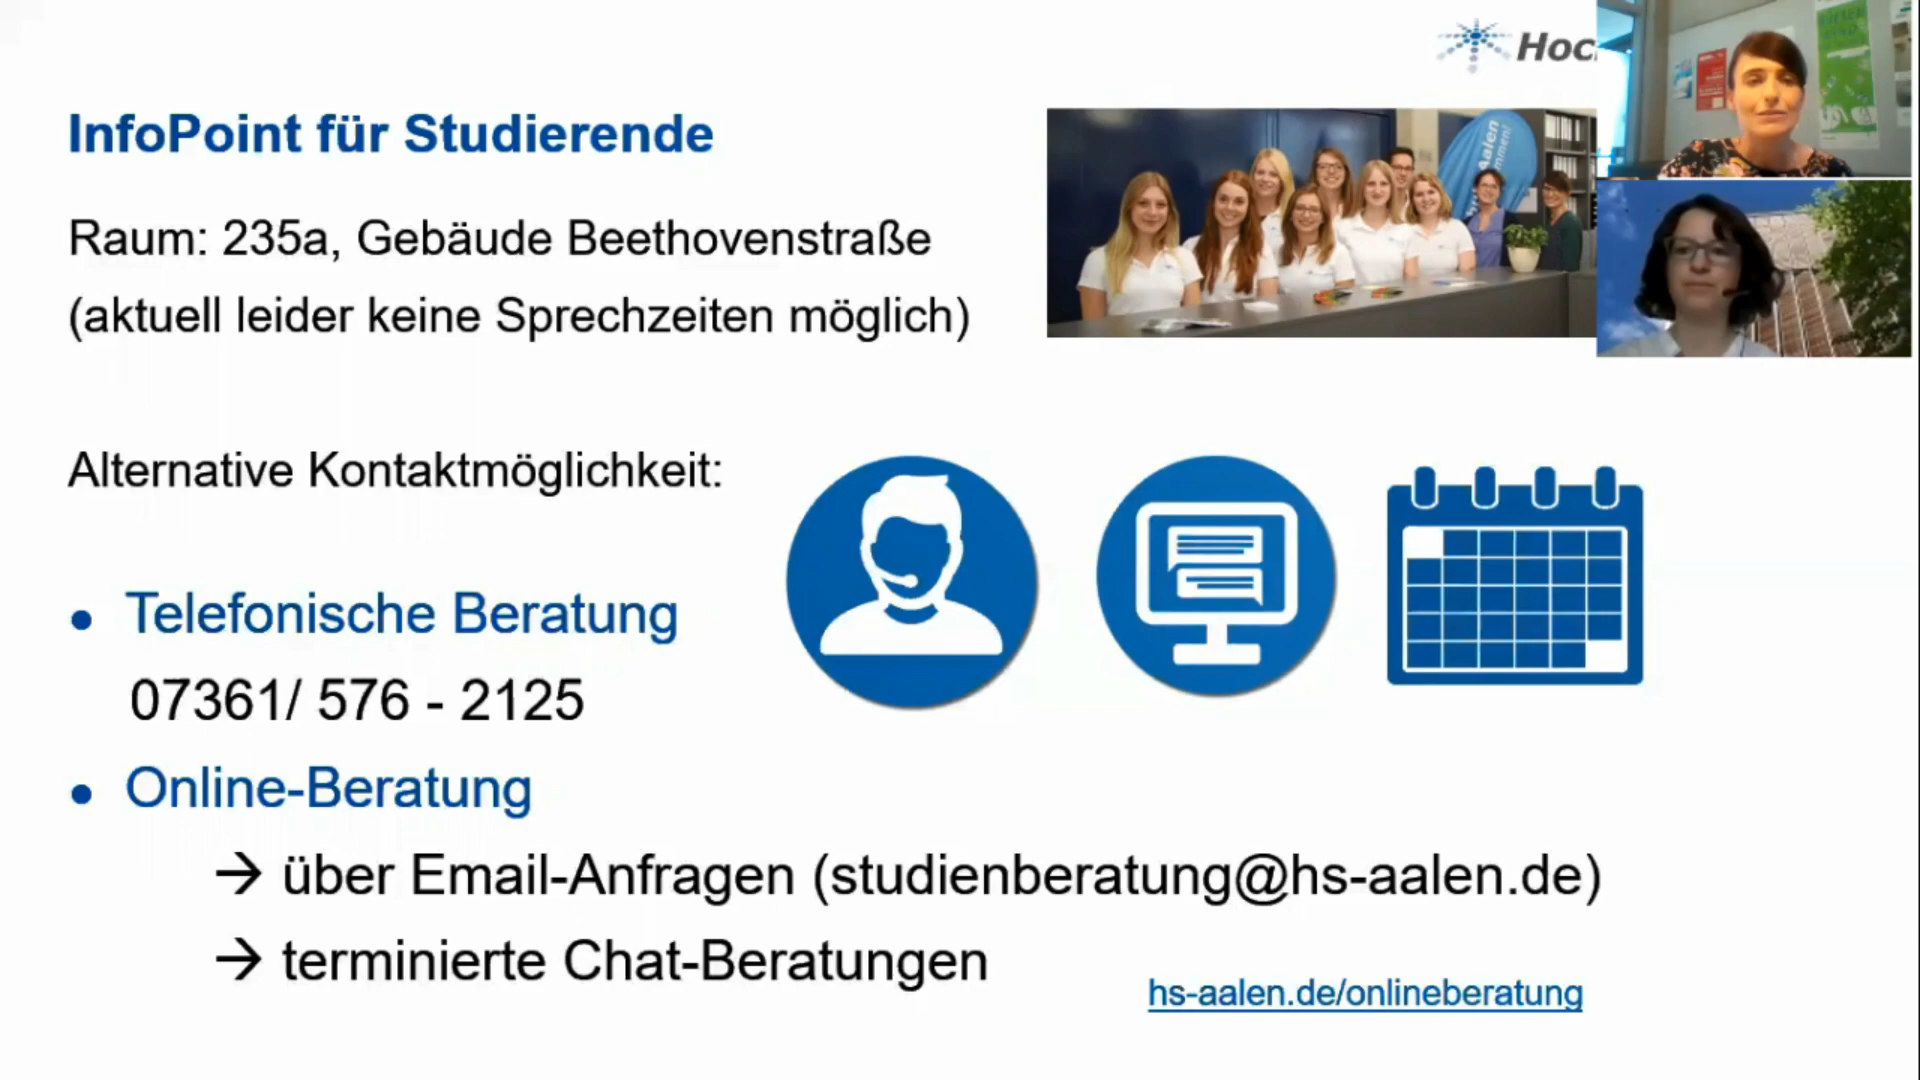 Hoc
InfoPoint für Studierende
Raum: 235a, Gebäude Beethovenstraße
(aktuell leider keine Sprechzeiten möglich)
Aalen
Alternative Kontaktmöglichkeit:
• Telefonische Beratung
07361/ 576 - 2125
• Online-Beratung
→ über Email-Anfragen (studienberatung@hs-aalen.de)
→ terminierte Chat-Beratungen
hs-aalen.de/onlineberatung